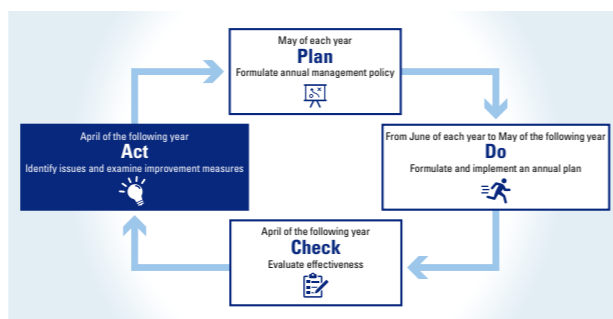 May of each year
Plan
Formulate annual management policy
April of the following year
Act
Identify issues and examine improvement measures
From June of each year to May of the following year
Do
Formulate and implement an annual plan
April of the following year
Check
Evaluate effectiveness